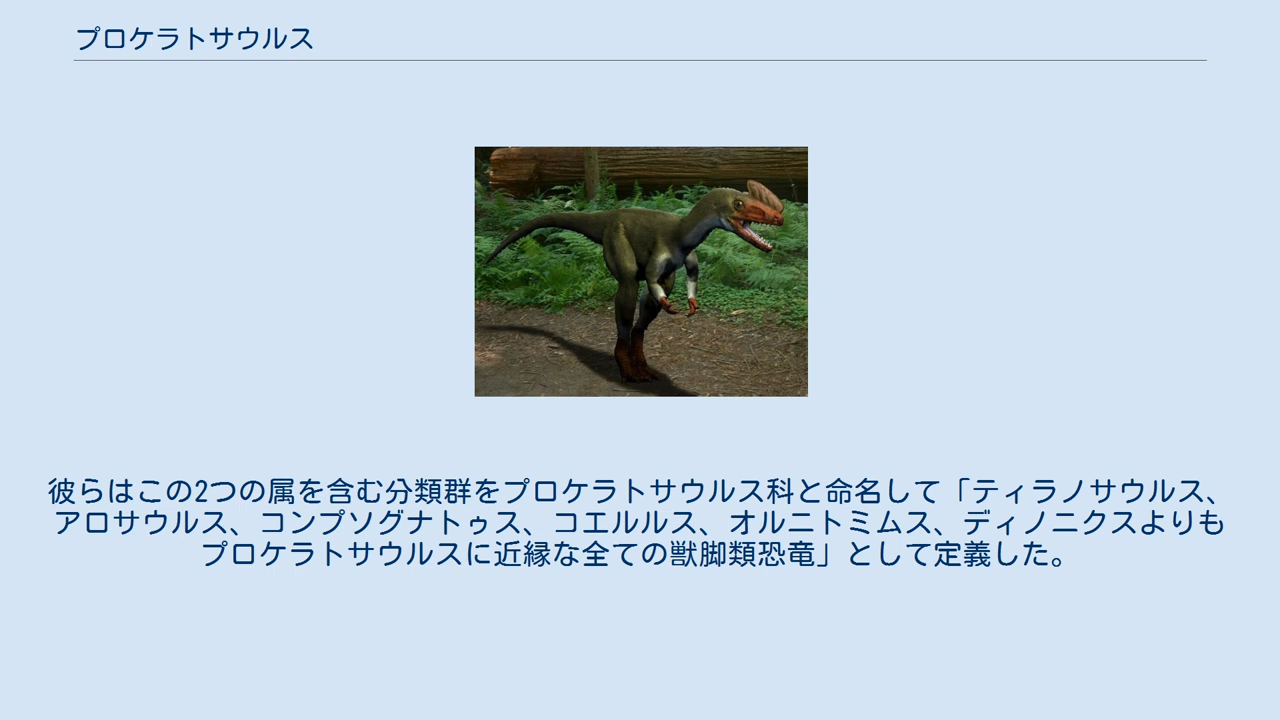 プロケラトサウルス
彼らはこの2つの属を含む分類群をプロケラトサウルス科と命名して「ティラノサウルス、
アロサウルス、コンプソグナトゥス、コエルルス、オルニトミムス、ディノニクスよりも
プロケラトサウルスに近縁な全ての獣脚類恐竜」として定義した。